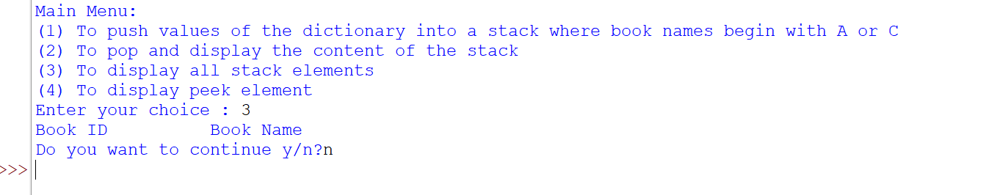 Main Menu:
(1) To push values of the dictionary into a stack where book names begin with A or C
(2) To pop and display the content of the stack
(3) To display all stack elements
(4) To display peek element
Enter your choice : 3
Book ID          Book Name
Do you want to continue y/n?n
>>>